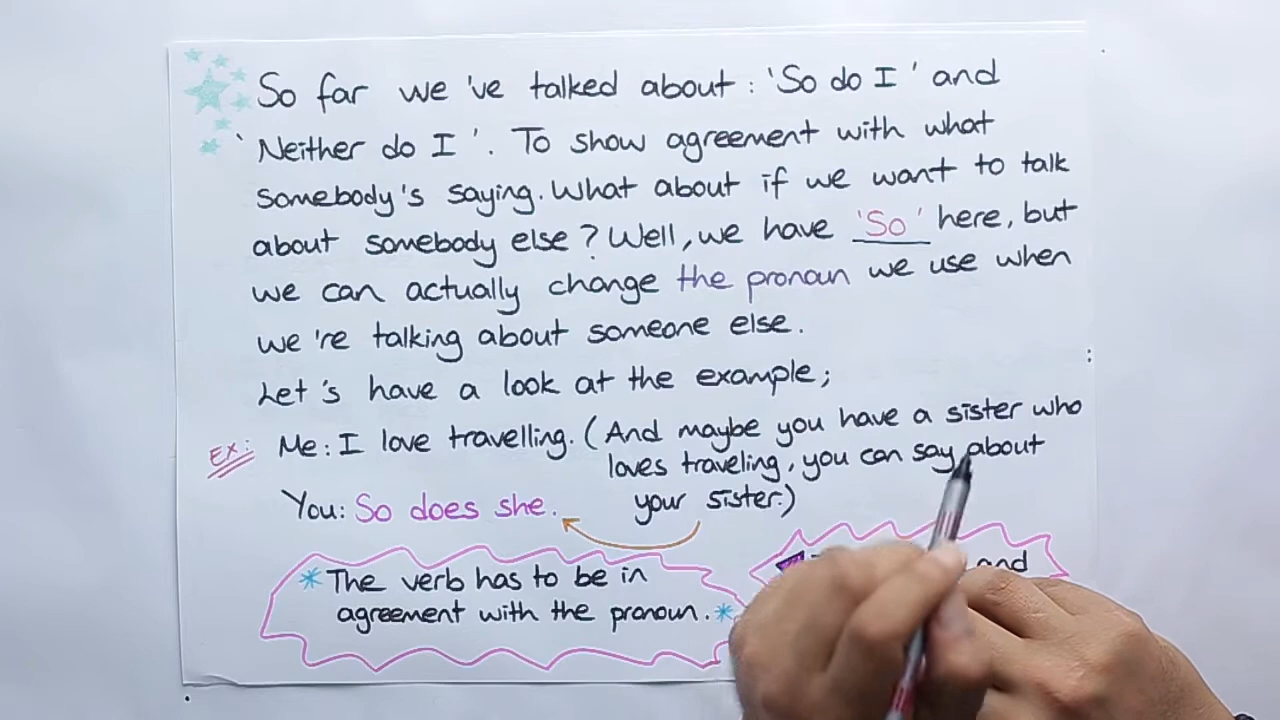 So far we've talked about : 'So do I' and
'Neither do I'. To show agreement with what
somebody's saying. What about if we want to talk
about somebody else? Well, we have 'So' here, but
we can actually change the pronoun we use when
we're talking about someone else.
Let's have a look at the example;
Ex: Me: I love travelling. (And maybe you have a sister who
loves traveling, you can say about
your sister.)
You: So does she.
*The verb has to be in
agreement with the pronoun.*
and